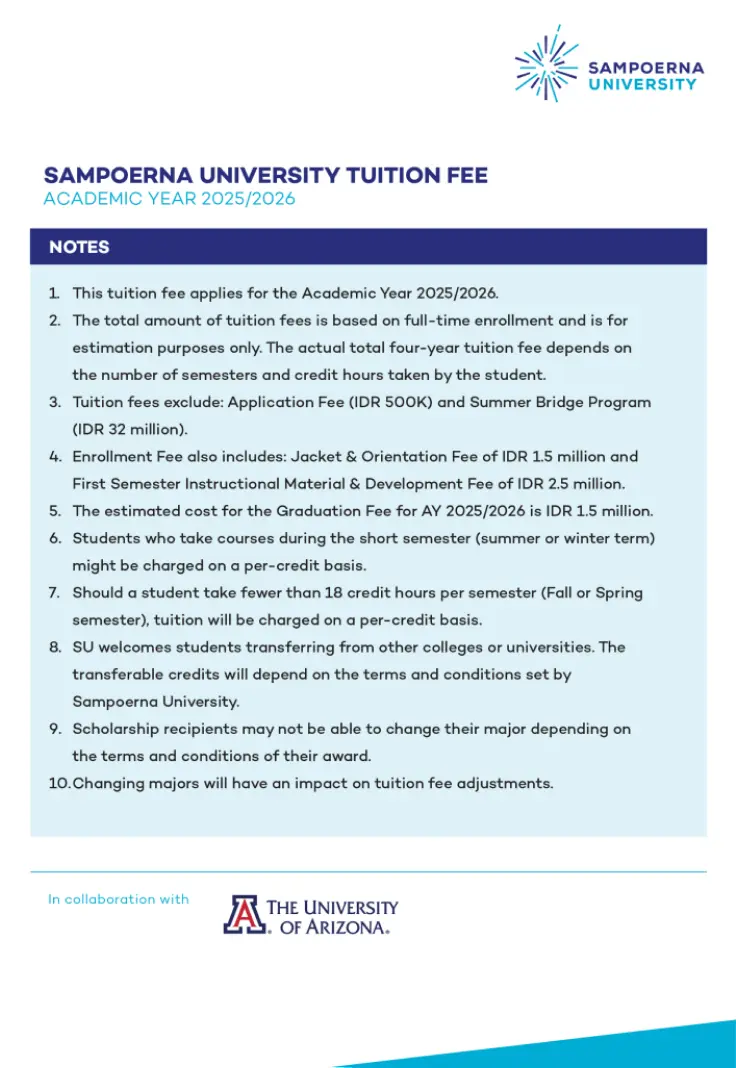 SAMPOERNA
UNIVERSITY
SAMPOERNA UNIVERSITY TUITION FEE
ACADEMIC YEAR 2025/2026
NOTES
1. This tuition fee applies for the Academic Year 2025/2026.
2. The total amount of tuition fees is based on full-time enrollment and is for
estimation purposes only. The actual total four-year tuition fee depends on
the number of semesters and credit hours taken by the student.
3. Tuition fees exclude: Application Fee (IDR 500K) and Summer Bridge Program
(IDR 32 million).
4. Enrollment Fee also includes: Jacket & Orientation Fee of IDR 1.5 million and
First Semester Instructional Material & Development Fee of IDR 2.5 million.
5. The estimated cost for the Graduation Fee for AY 2025/2026 is IDR 1.5 million.
6. Students who take courses during the short semester (summer or winter term)
might be charged on a per-credit basis.
7. Should a student take fewer than 18 credit hours per semester (Fall or Spring
semester), tuition will be charged on a per-credit basis.
8. SU welcomes students transferring from other colleges or universities. The
transferable credits will depend on the terms and conditions set by
Sampoerna University.
9. Scholarship recipients may not be able to change their major depending on
the terms and conditions of their award.
10. Changing majors will have an impact on tuition fee adjustments.
In collaboration with
A
THE UNIVERSITY
OF ARIZONA®